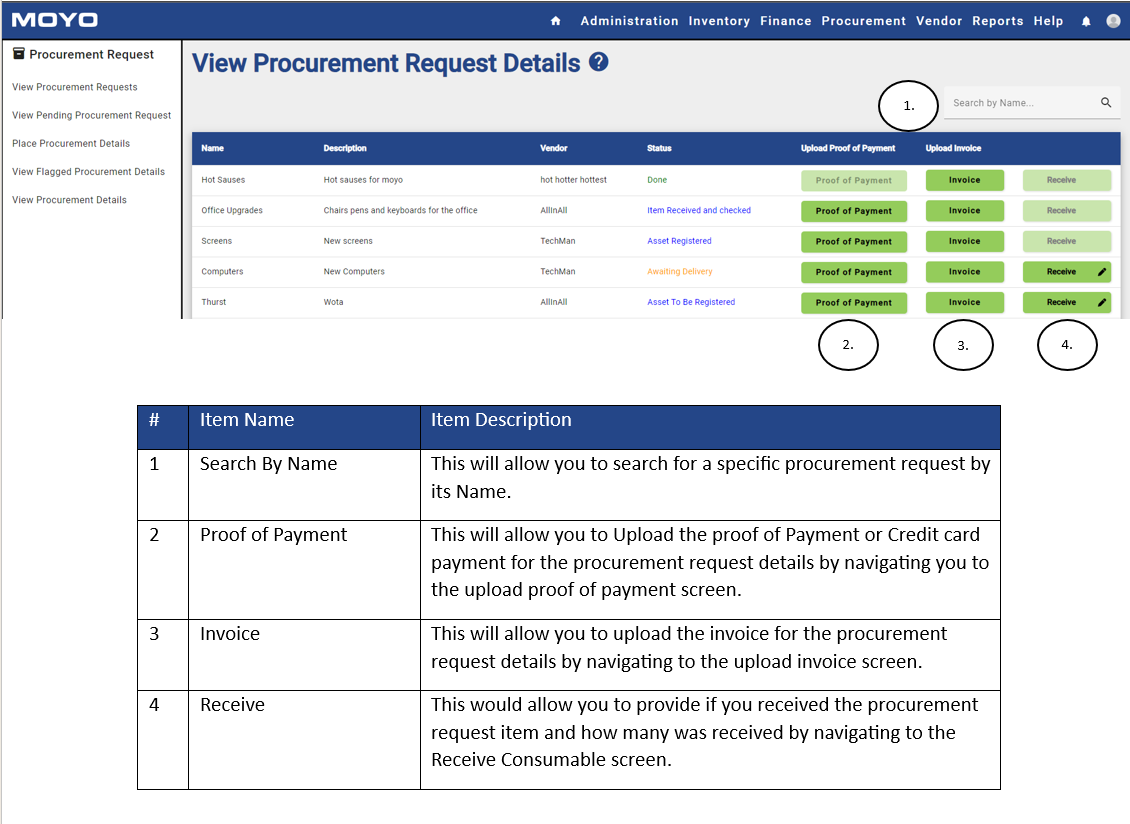 MOYO
Administration Inventory Finance Procurement Vendor Reports Help
Procurement Request
View Procurement Requests
View Pending Procurement Request
Place Procurement Details
View Flagged Procurement Details
View Procurement Details
View Procurement Request Details ?
1.
Search by Name...
Name Description Vendor Status Upload Proof of Payment Upload Invoice
Hot Sauses Hot sauses for moyo hot hotter hottest Done Proof of Payment Invoice Receive
Office Upgrades Chairs pens and keyboards for the office AllInAll Item Received and checked Proof of Payment Invoice Receive
Screens New screens TechMan Asset Registered Proof of Payment Invoice Receive
Computers New Computers TechMan Awaiting Delivery Proof of Payment Invoice Receive
Thurst Wota AllInAll Asset To Be Registered Proof of Payment Invoice Receive
2. 3. 4.
# Item Name Item Description
1 Search By Name This will allow you to search for a specific procurement request by
its Name.
2 Proof of Payment This will allow you to Upload the proof of Payment or Credit card
payment for the procurement request details by navigating you to
the upload proof of payment screen.
3 Invoice This will allow you to upload the invoice for the procurement
request details by navigating to the upload invoice screen.
4 Receive This would allow you to provide if you received the procurement
request item and how many was received by navigating to the
Receive Consumable screen.